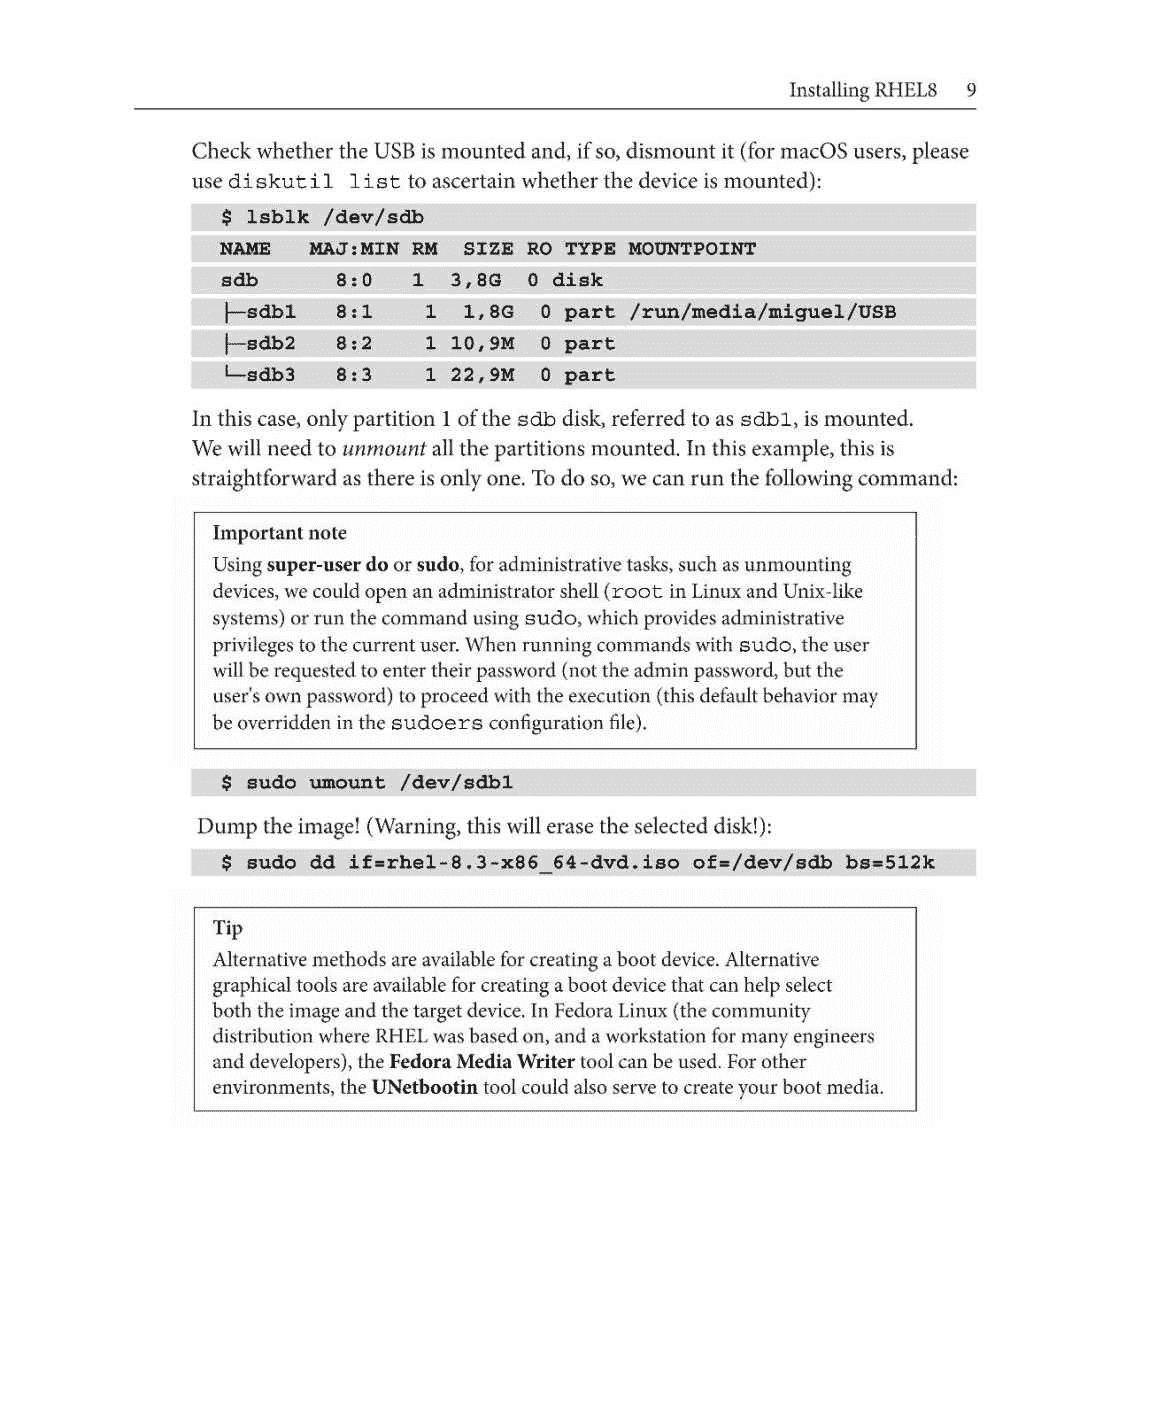 Installing RHEL8 9
Check whether the USB is mounted and, if so, dismount it (for macOS users, please
use diskutil list to ascertain whether the device is mounted):
$ lsblk /dev/sdb
NAME MAJ:MIN RM SIZE RO TYPE MOUNTPOINT
sdb 8:0 1 3,8G 0 disk
├─sdb1 8:1 1 1,8G 0 part /run/media/miguel/USB
├─sdb2 8:2 1 10,9M 0 part
└─sdb3 8:3 1 22,9M 0 part
In this case, only partition 1 of the sdb disk, referred to as sdb1, is mounted.
We will need to unmount all the partitions mounted. In this example, this is
straightforward as there is only one. To do so, we can run the following command:
Important note
Using super-user do or sudo, for administrative tasks, such as unmounting
devices, we could open an administrator shell (root in Linux and Unix-like
systems) or run the command using sudo, which provides administrative
privileges to the current user. When running commands with sudo, the user
will be requested to enter their password (not the admin password, but the
user's own password) to proceed with the execution (this default behavior may
be overridden in the sudoers configuration file).
$ sudo umount /dev/sdb1
Dump the image! (Warning, this will erase the selected disk!):
$ sudo dd if=rhel-8.3-x86_64-dvd.iso of=/dev/sdb bs=512k
Tip
Alternative methods are available for creating a boot device. Alternative
graphical tools are available for creating a boot device that can help select
both the image and the target device. In Fedora Linux (the community
distribution where RHEL was based on, and a workstation for many engineers
and developers), the Fedora Media Writer tool can be used. For other
environments, the UNetbootin tool could also serve to create your boot media.